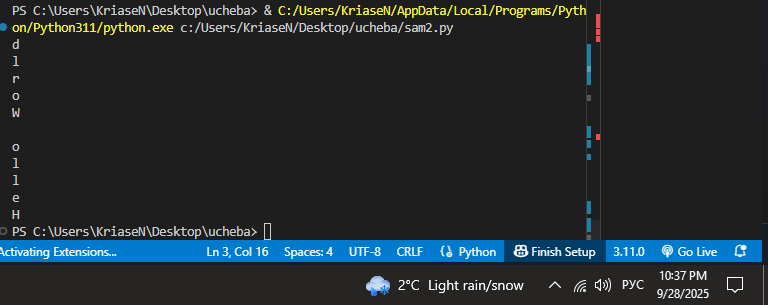 PS C:\Users\KriaseN\Desktop\ucheba> & C:/Users/KriaseN/AppData/Local/Programs/Pyth
on/Python311/python.exe c:/Users/KriaseN/Desktop/ucheba/sam2.py
d
l
r
o
W
o
l
l
e
H
PS C:\Users\KriaseN\Desktop\ucheba>
Activating Extensions... Ln 3, Col 16 Spaces: 4 UTF-8 CRLF Python Finish Setup 3.11.0 Go Live
2°C Light rain/snow РУС 10:37 PM
9/28/2025